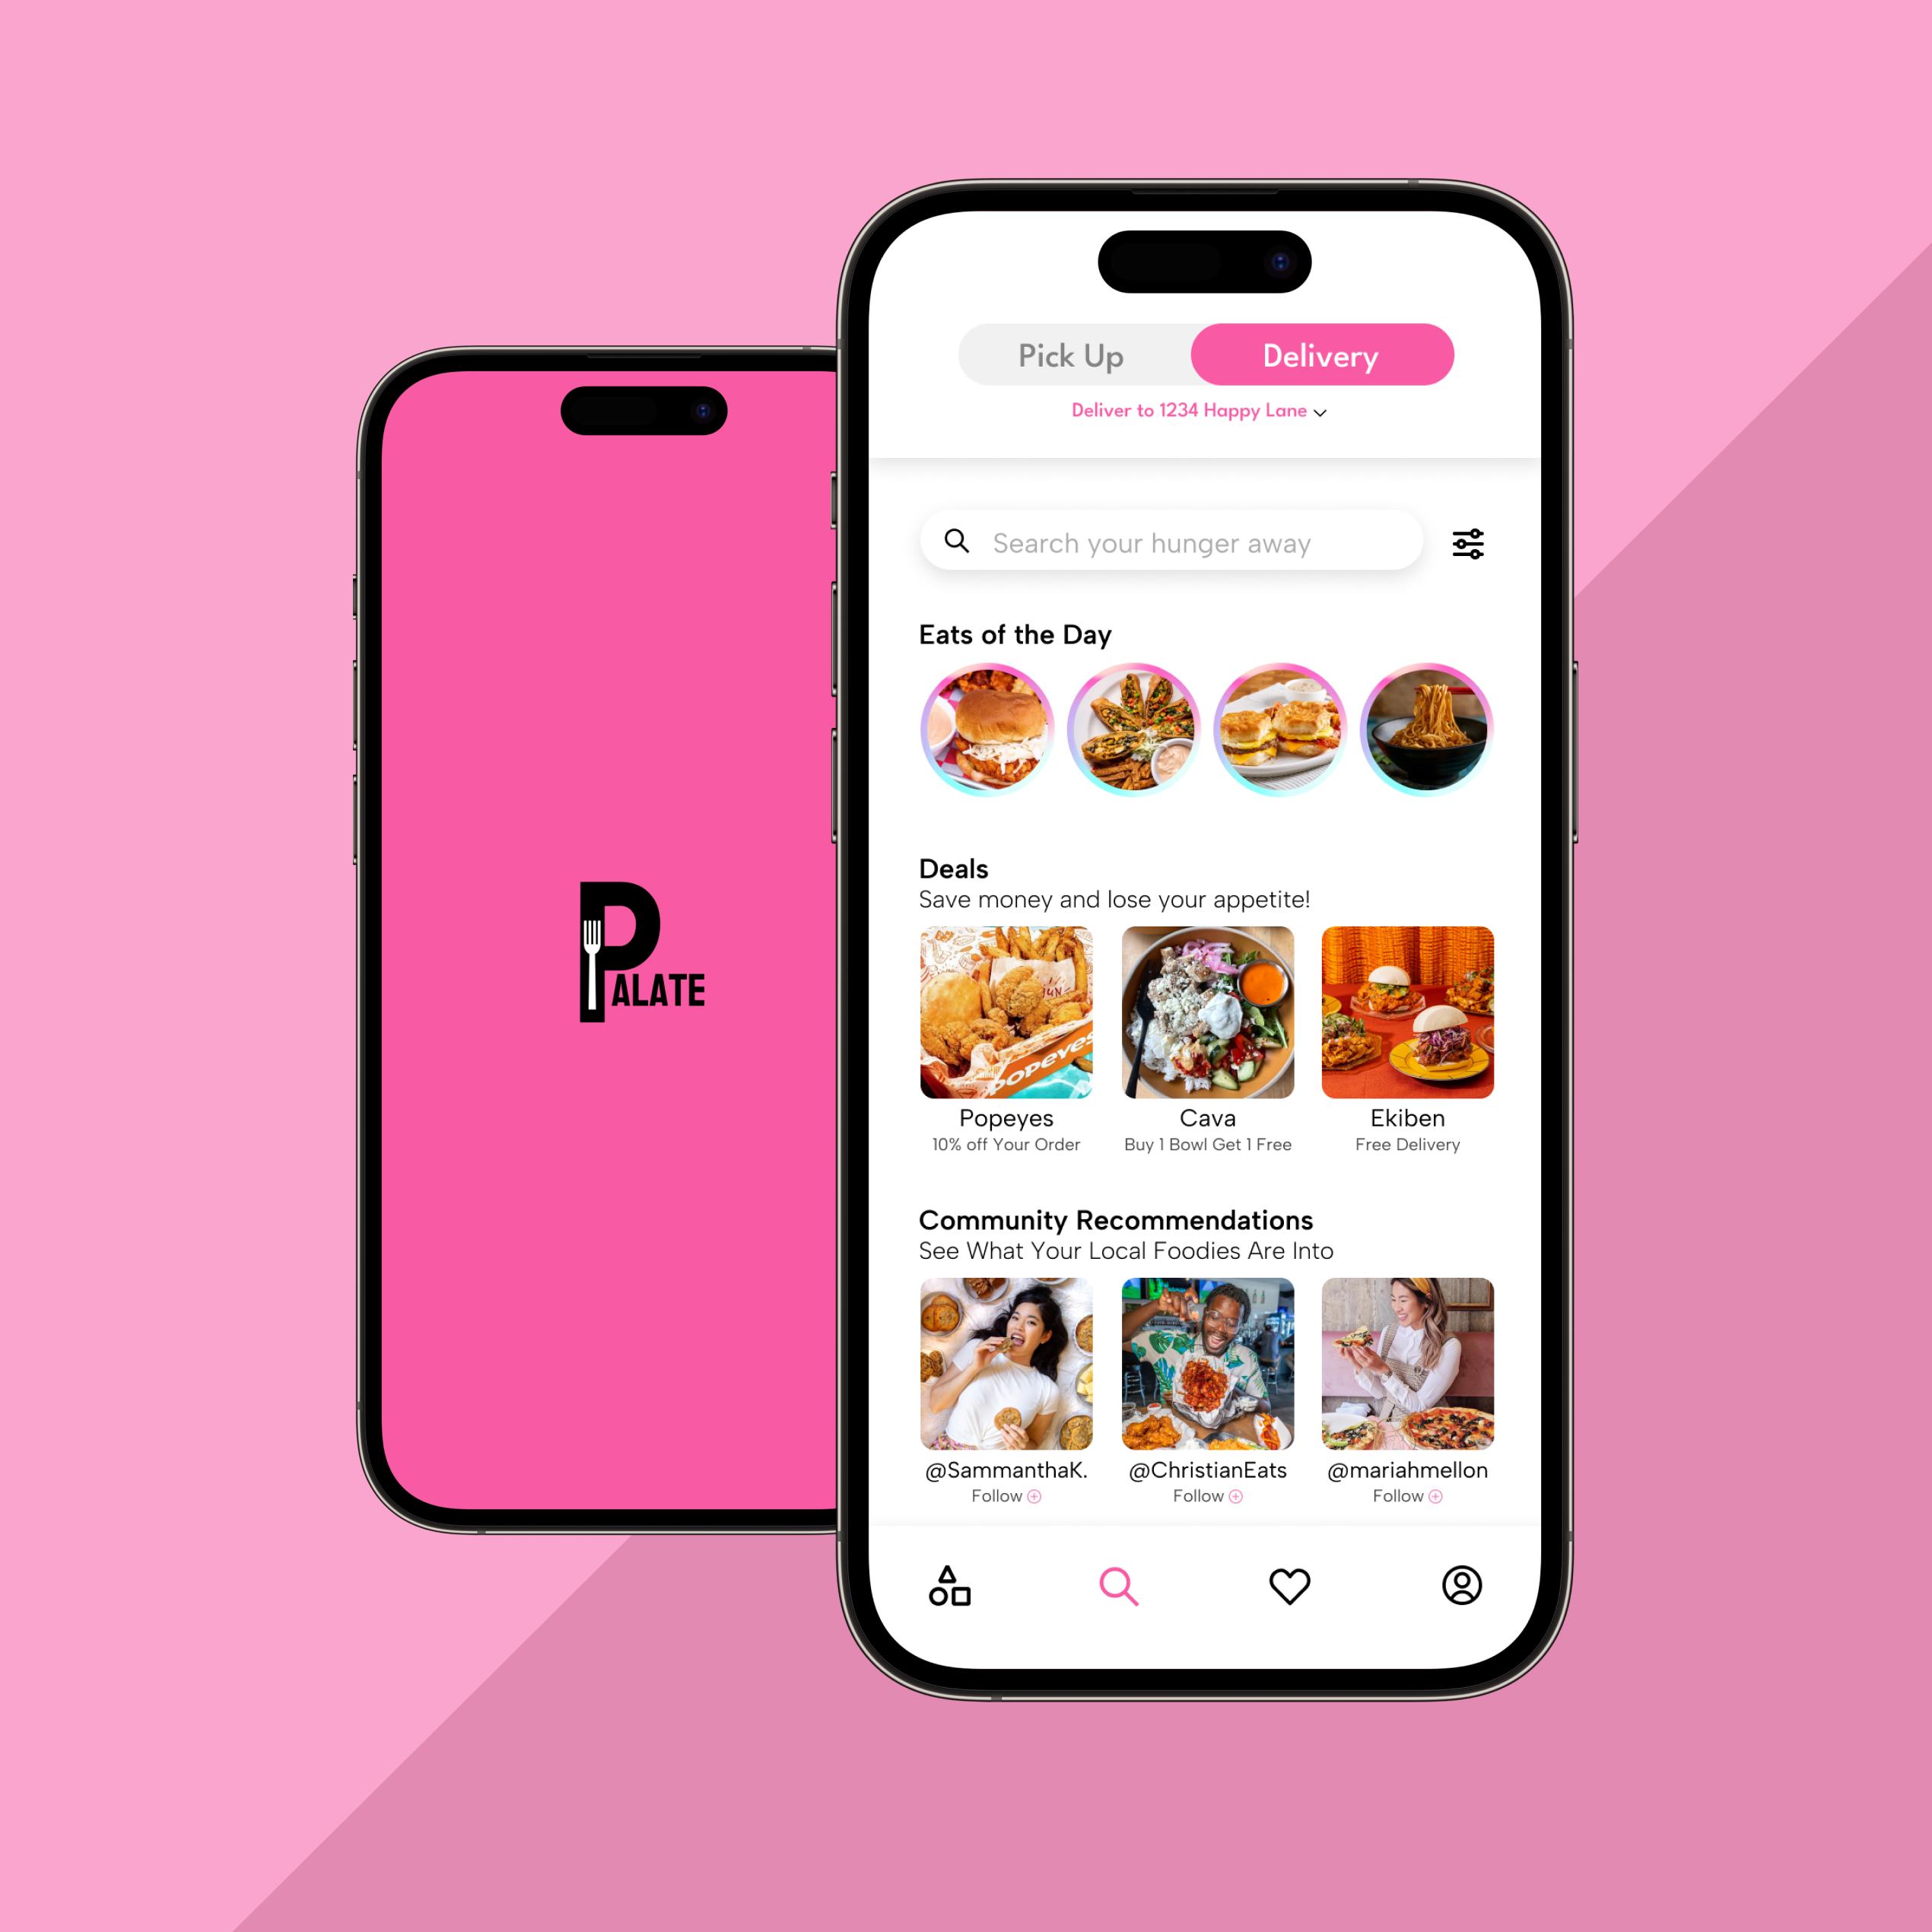 PALATE
Pick Up
Delivery
Deliver to 1234 Happy Lane
Search your hunger away
Eats of the Day
Deals
Save money and lose your appetite!
POPEYES
Popeyes
10% off Your Order
Cava
Buy 1 Bowl Get 1 Free
Ekiben
Free Delivery
Community Recommendations
See What Your Local Foodies Are Into
@SammanthaK.
Follow
@ChristianEats
Follow
@mariahmellon
Follow